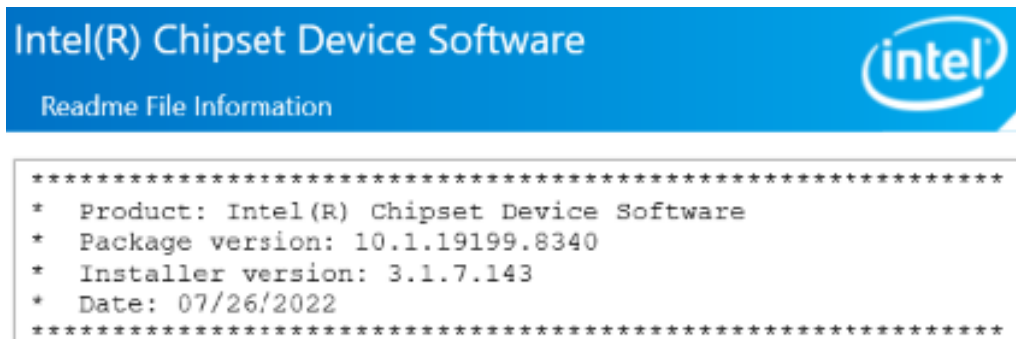 Intel(R) Chipset Device Software
intel
Readme File Information
************************************************************
* Product: Intel(R) Chipset Device Software
* Package version: 10.1.19199.8340
* Installer version: 3.1.7.143
* Date: 07/26/2022
************************************************************